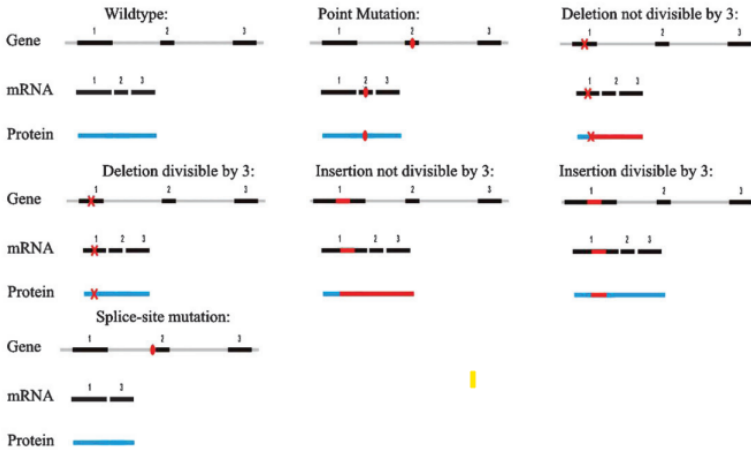 Wildtype: Point Mutation: Deletion not divisible by 3:
Gene 1 2 3 1 2 3 1 2 3
mRNA 1 2 3 1 2 3 1 2 3
Protein
Deletion divisible by 3: Insertion not divisible by 3: Insertion divisible by 3:
Gene 1 2 3 1 2 3 1 2 3
mRNA 1 2 3 1 2 3 1 2 3
Protein
Splice-site mutation:
Gene 1 2 3
mRNA 1 3
Protein